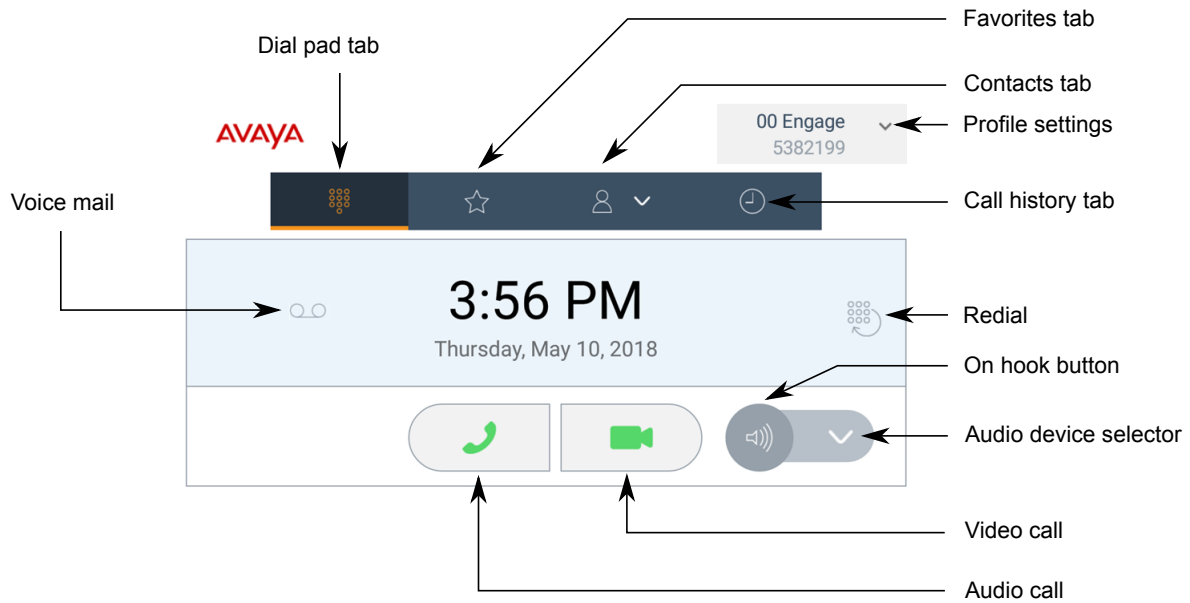 Favorites tab
Dial pad tab
Contacts tab
AVAYA
00 Engage
Profile settings
5382199
Voice mail
Call history tab
3:56 PM
Redial
Thursday, May 10, 2018
On hook button
Audio device selector
Video call
Audio call